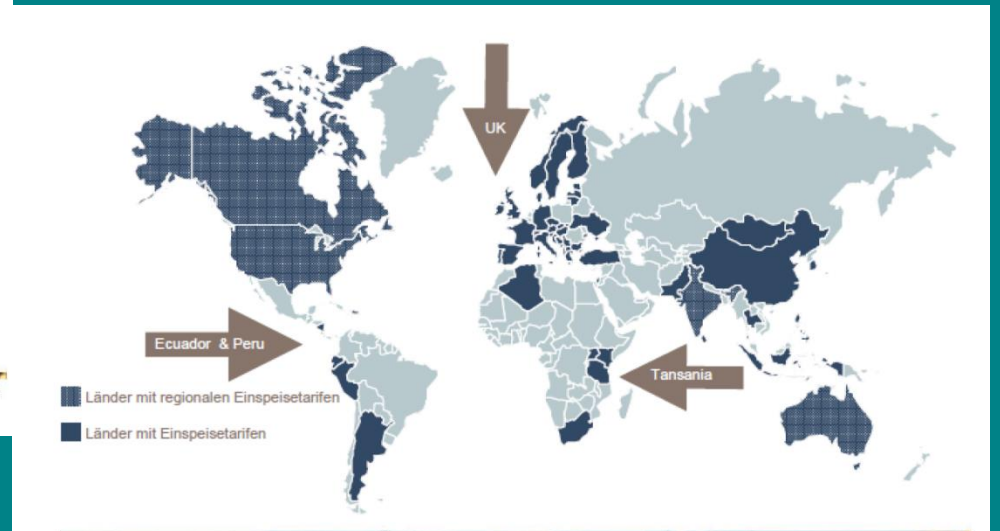 UK
Ecuador & Peru
Tansania
Länder mit regionalen Einspeisetarifen
Länder mit Einspeisetarifen